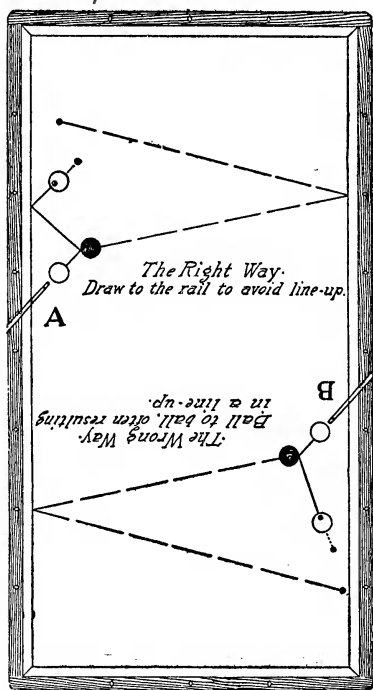 The Right Way.
Draw to the rail to avoid line-up.
A
B
The Wrong Way.
Ball to ball, often resulting
in a line-up.